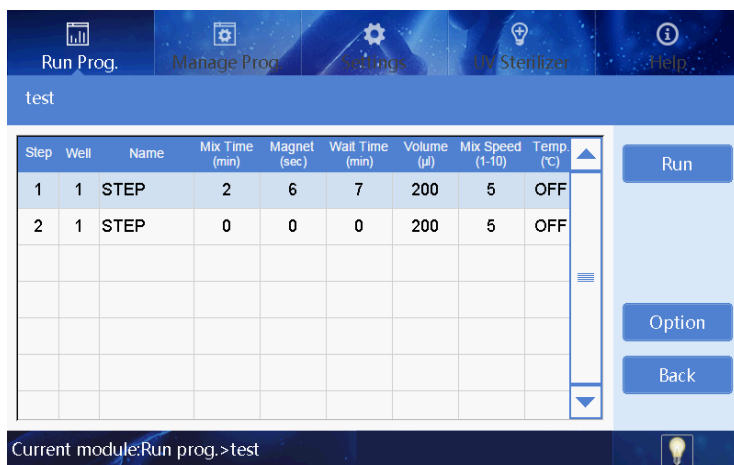 Run Prog. Manage Prog. Settings UV Sterilizer Help
test
Step Well Name Mix Time (min) Magnet (sec) Wait Time (min) Volume (μl) Mix Speed (1-10) Temp. (℃)
1 1 STEP 2 6 7 200 5 OFF
2 1 STEP 0 0 0 200 5 OFF
Run
Option
Back
Current module:Run prog.>test